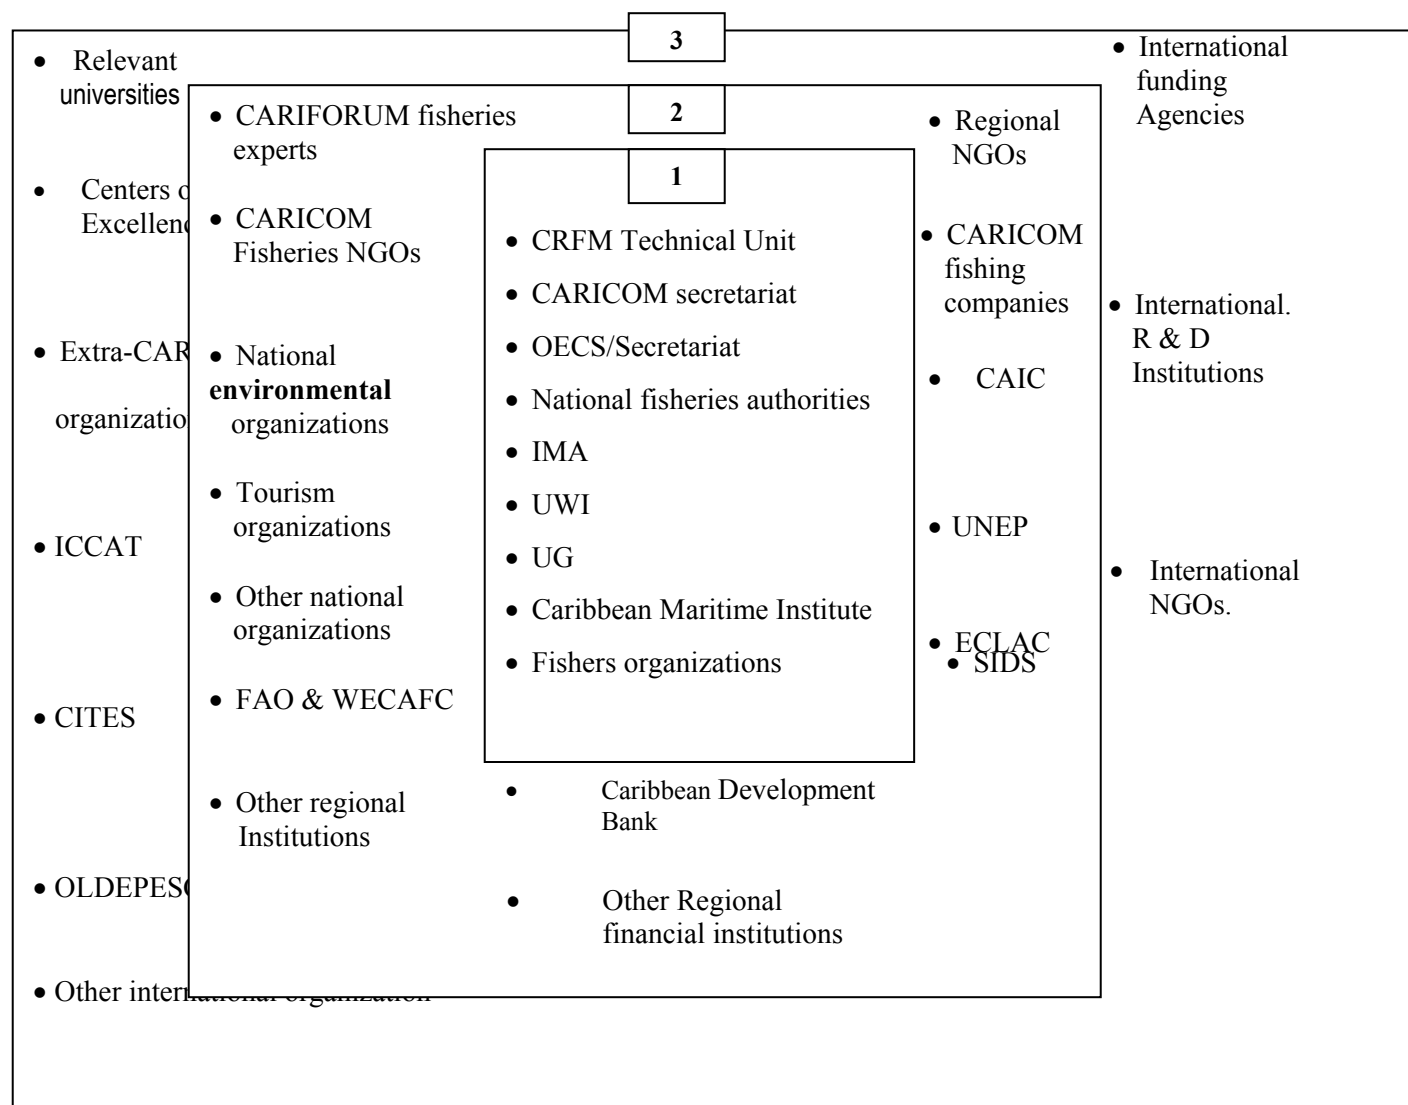 3
• Relevant
universities
• Centers
Excellenc
• Extra-CAR
organizatio
• ICCAT
• CITES
• OLDEPES
• Other international organization
2
• CARIFORUM fisheries
experts
• CARICOM
Fisheries NGOs
• National
environmental
organizations
• Tourism
organizations
• Other national
organizations
• FAO & WECAFC
• Other regional
Institutions
1
• CRFM Technical Unit
• CARICOM secretariat
• OECS/Secretariat
• National fisheries authorities
• IMA
• UWI
• UG
• Caribbean Maritime Institute
• Fishers organizations
• Caribbean Development
Bank
• Other Regional
financial institutions
• Regional
NGOs
• CARICOM
fishing
companies
• CAIC
• UNEP
• ECLAC
• SIDS
• International
funding
Agencies
• International.
R & D
Institutions
• International
NGOs.